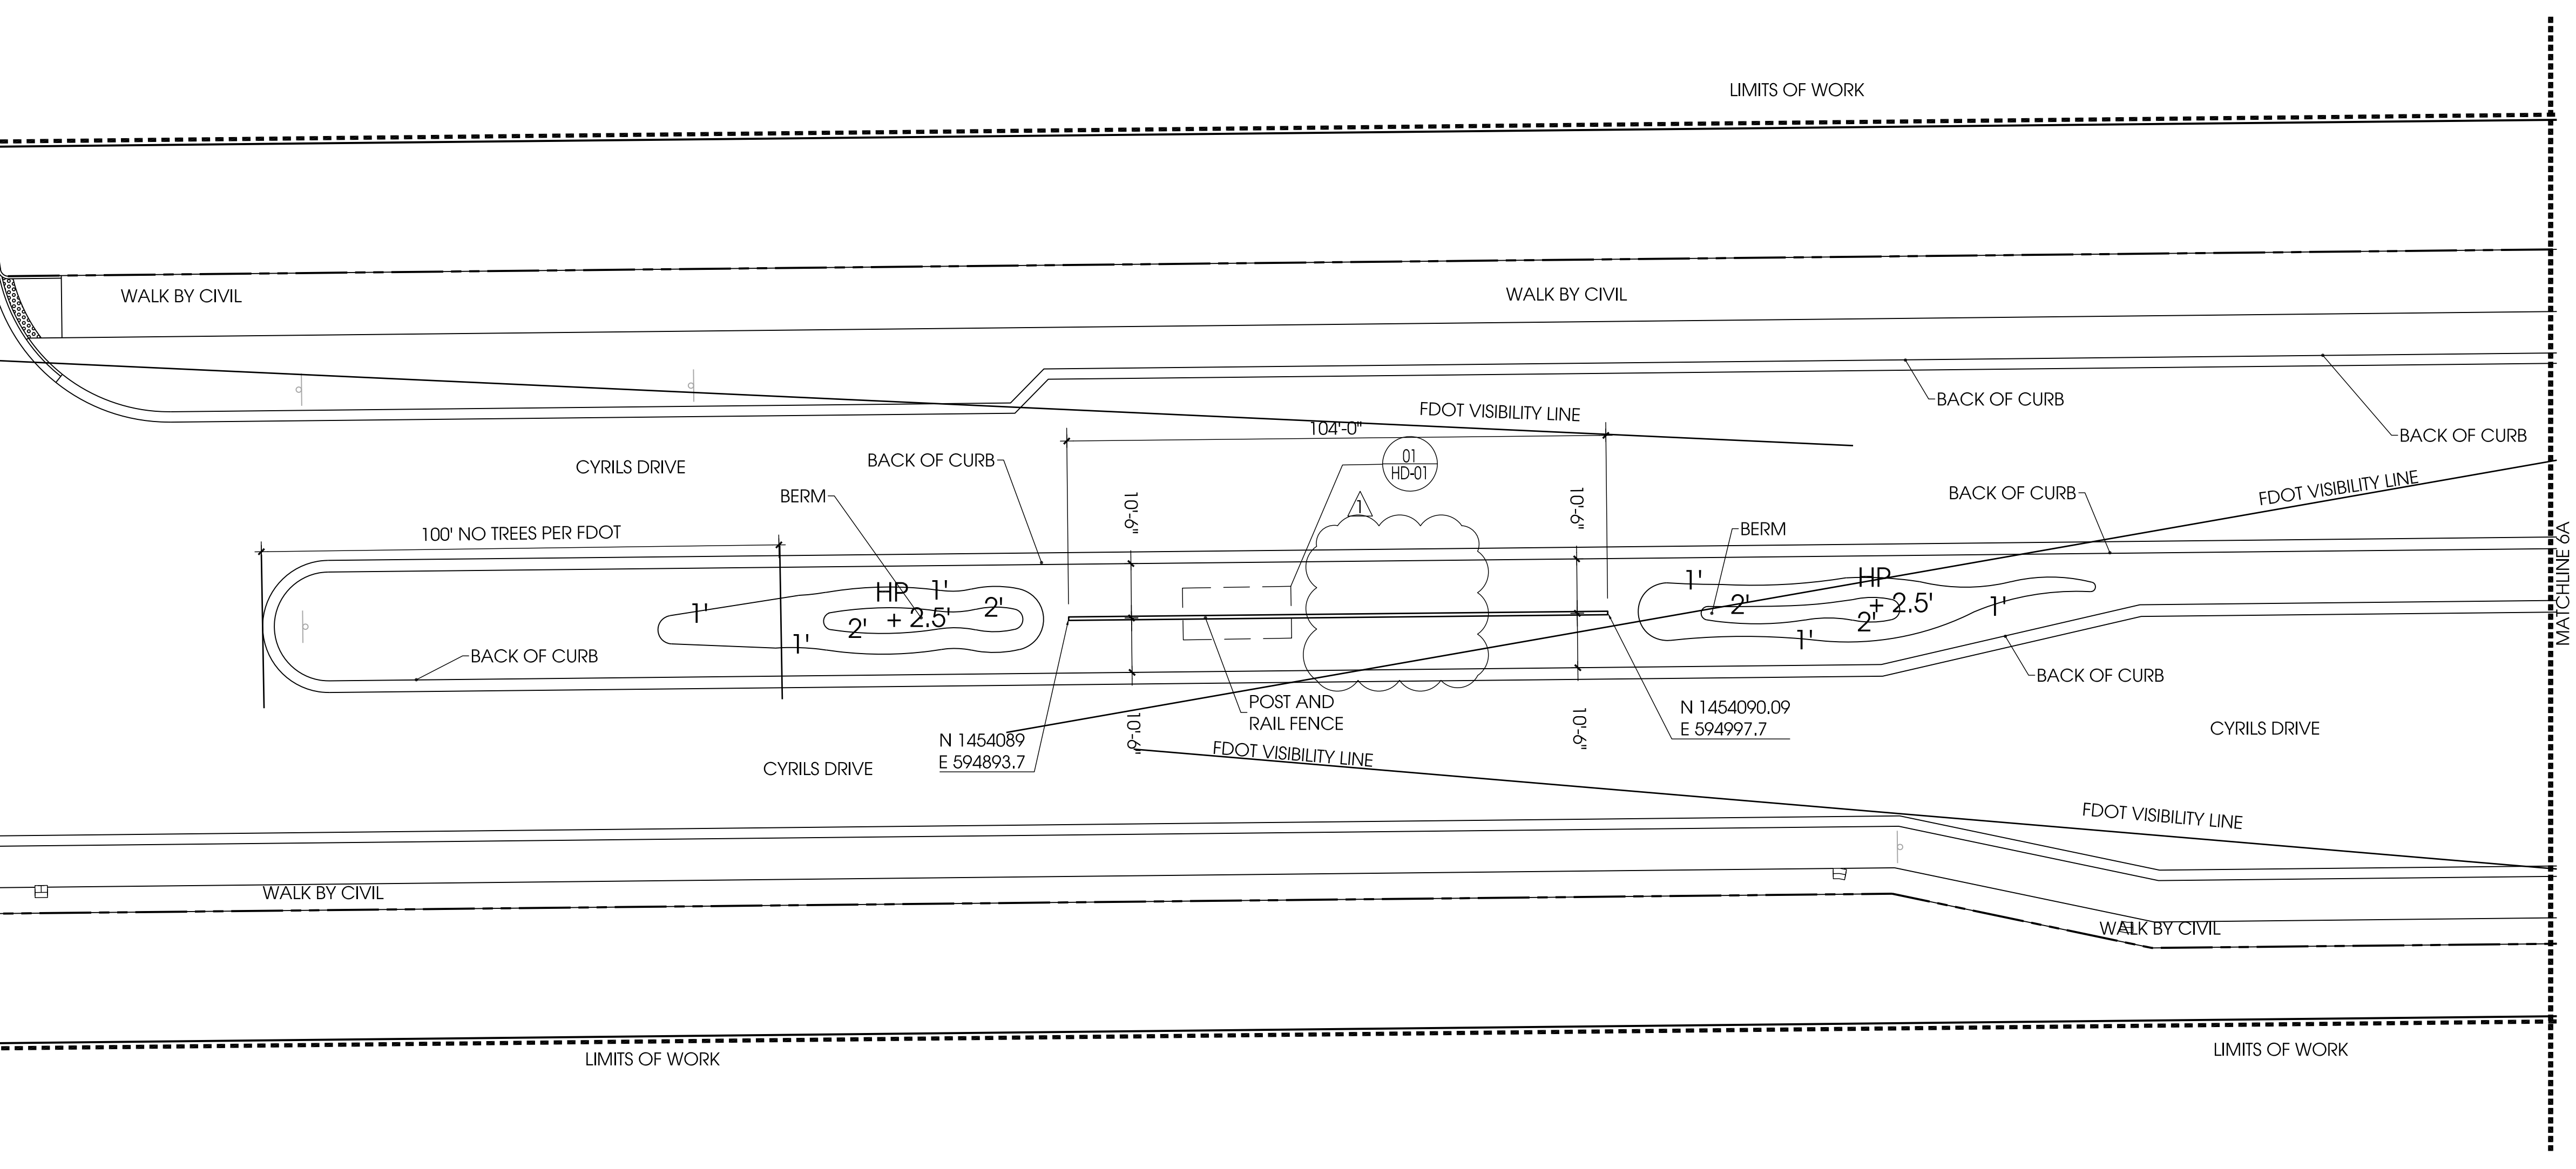 LIMITS OF WORK
WALK BY CIVIL
WALK BY CIVIL
BACK OF CURB
FDOT VISIBILITY LINE
104'-0"
BACK OF CURB
01
HD-01
CYRILS DRIVE
BACK OF CURB
BERM
10'-6"
10'-6"
1
BACK OF CURB
FDOT VISIBILITY LINE
100' NO TREES PER FDOT
BERM
MATCHLINE 6A
HP
+ 2.5'
1'
1'
2'
2'
1'
1'
2'
HP
+ 2.5'
2'
1'
1'
BACK OF CURB
BACK OF CURB
POST AND
RAIL FENCE
N 1454089
E 594893.7
10'-6"
10'-6"
N 1454090.09
E 594997.7
CYRILS DRIVE
FDOT VISIBILITY LINE
CYRILS DRIVE
FDOT VISIBILITY LINE
WALK BY CIVIL
WALK BY CIVIL
LIMITS OF WORK
LIMITS OF WORK